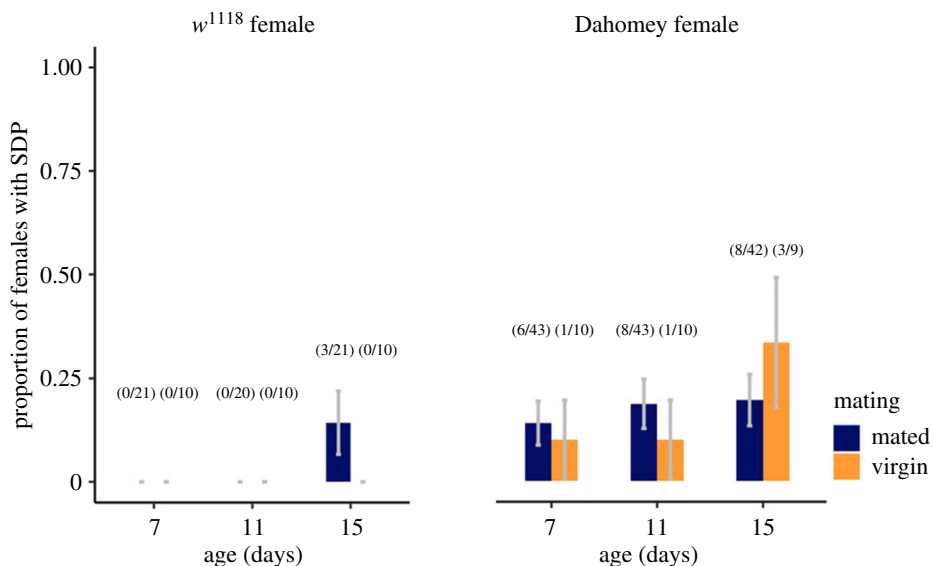 w1118 female
Dahomey female
proportion of females with SDP
1.00
0.75
0.50
0.25
0
(0/21) (0/10)
(0/20) (0/10)
(3/21) (0/10)
(6/43) (1/10)
(8/43) (1/10)
(8/42) (3/9)
7
11
15
age (days)
7
11
15
age (days)
mating
mated
virgin